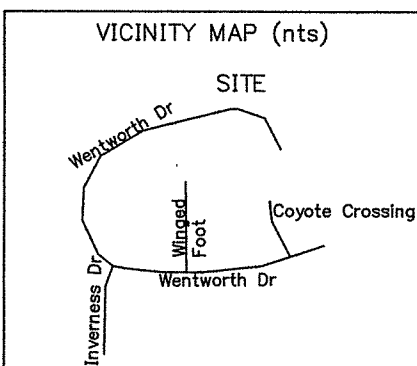 VICINITY MAP (nts)
SITE
Wentworth Dr
Coyote Crossing
Winged
Foot
Wentworth Dr
Inverness Dr